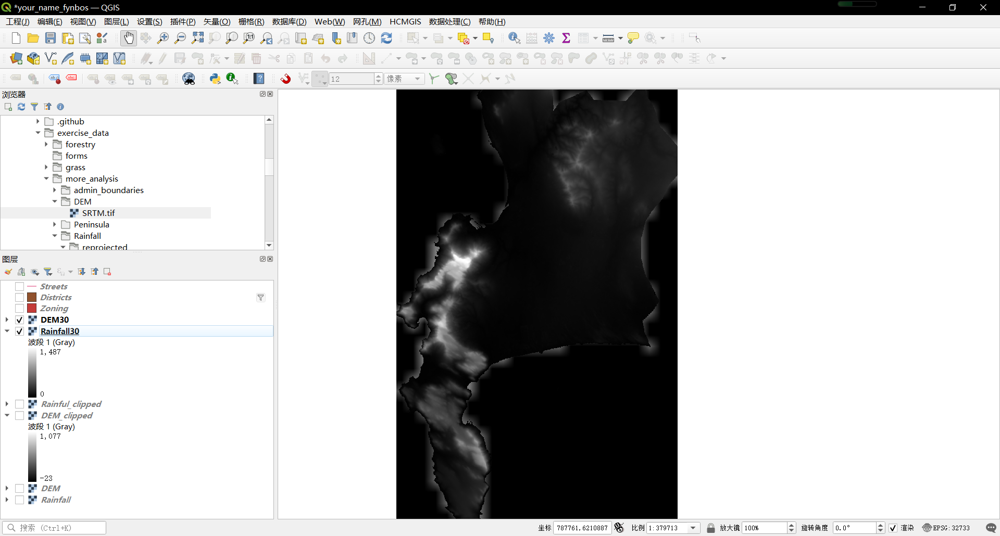 *your_name_fynbos — QGIS
工程(J) 编辑(E) 视图(V) 图层(L) 设置(S) 插件(P) 矢量(O) 栅格(R) 数据库(D) Web(W) 网孔(M) HCMGIS 数据处理(C) 帮助(H)
12 像素
浏览器
.github
exercise_data
forestry
forms
grass
more_analysis
admin_boundaries
DEM
SRTM.tif
Peninsula
Rainfall
reprojected
图层
Streets
Districts
Zoning
DEM30
Rainfall30
波段 1 (Gray)
1,487
0
Rainful_clipped
DEM_clipped
波段 1 (Gray)
1,077
-23
DEM
Rainfall
搜索 (Ctrl+K) 坐标 787761,6210887 比例 1:379713 放大镜 100% 旋转角度 0.0° 渲染 EPSG:32733